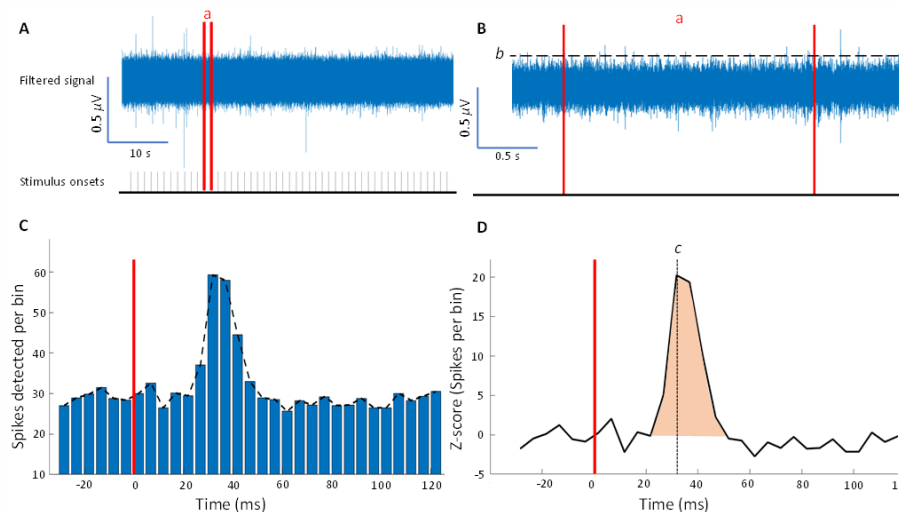 A
a
Filtered signal
0.5 µV
10 s
Stimulus onsets
B
a
b
0.5 µV
0.5 s
C
Spikes detected per bin
60
50
40
30
20
10
-20
0
20
40
60
80
100
120
Time (ms)
D
c
Z-score (Spikes per bin)
20
15
10
5
0
-5
-20
0
20
40
60
80
100
Time (ms)